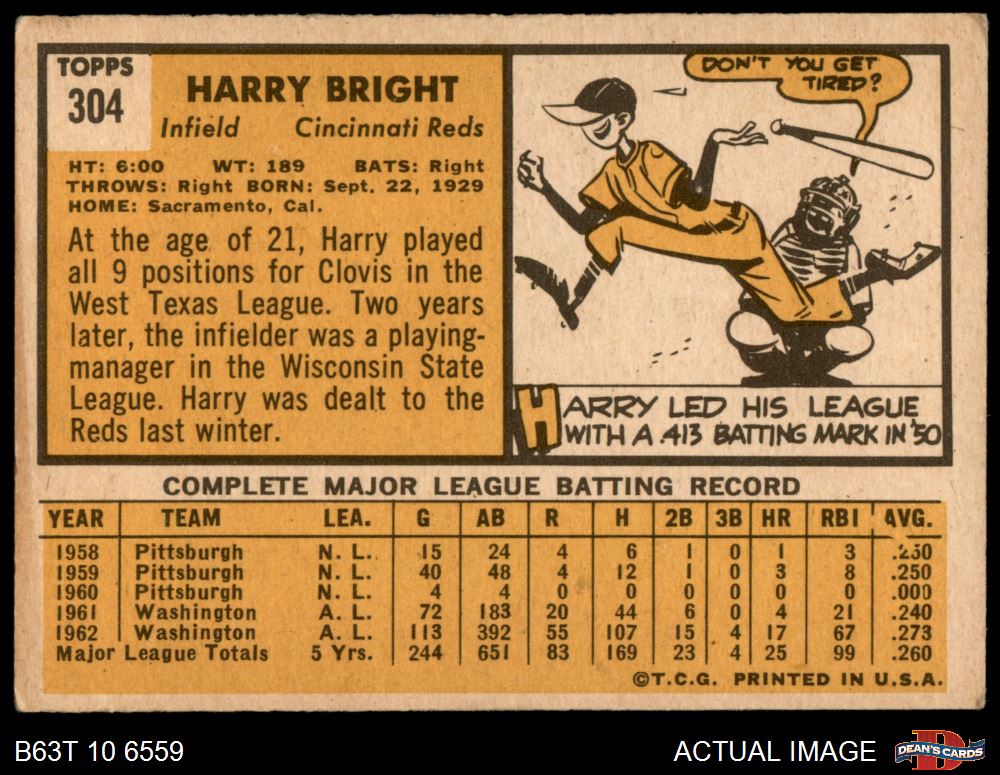 TOPPS
304
HARRY BRIGHT
Infield Cincinnati Reds
HT: 6:00 WT: 189 BATS: Right
THROWS: Right BORN: Sept. 22, 1929
HOME: Sacramento, Cal.
At the age of 21, Harry played
all 9 positions for Clovis in the
West Texas League. Two years
later, the infielder was a playing-
manager in the Wisconsin State
League. Harry was dealt to the
Reds last winter.
DON'T YOU GET
TIRED?
HARRY LED HIS LEAGUE
WITH A .413 BATTING MARK IN '50
COMPLETE MAJOR LEAGUE BATTING RECORD
YEAR TEAM LEA. G AB R H 2B 3B HR RBI AVG.
1958 Pittsburgh N. L. 15 24 4 6 1 0 1 3 .250
1959 Pittsburgh N. L. 40 48 4 12 1 0 3 8 .250
1960 Pittsburgh N. L. 4 4 0 0 0 0 0 0 .000
1961 Washington A. L. 72 183 20 44 6 0 4 21 .240
1962 Washington A. L. 113 392 55 107 15 4 17 67 .273
Major League Totals 5 Yrs. 244 651 83 169 23 4 25 99 .260
©T.C.G. PRINTED IN U.S.A.
B63T 10 6559
ACTUAL IMAGE
DEAN'S CARDS